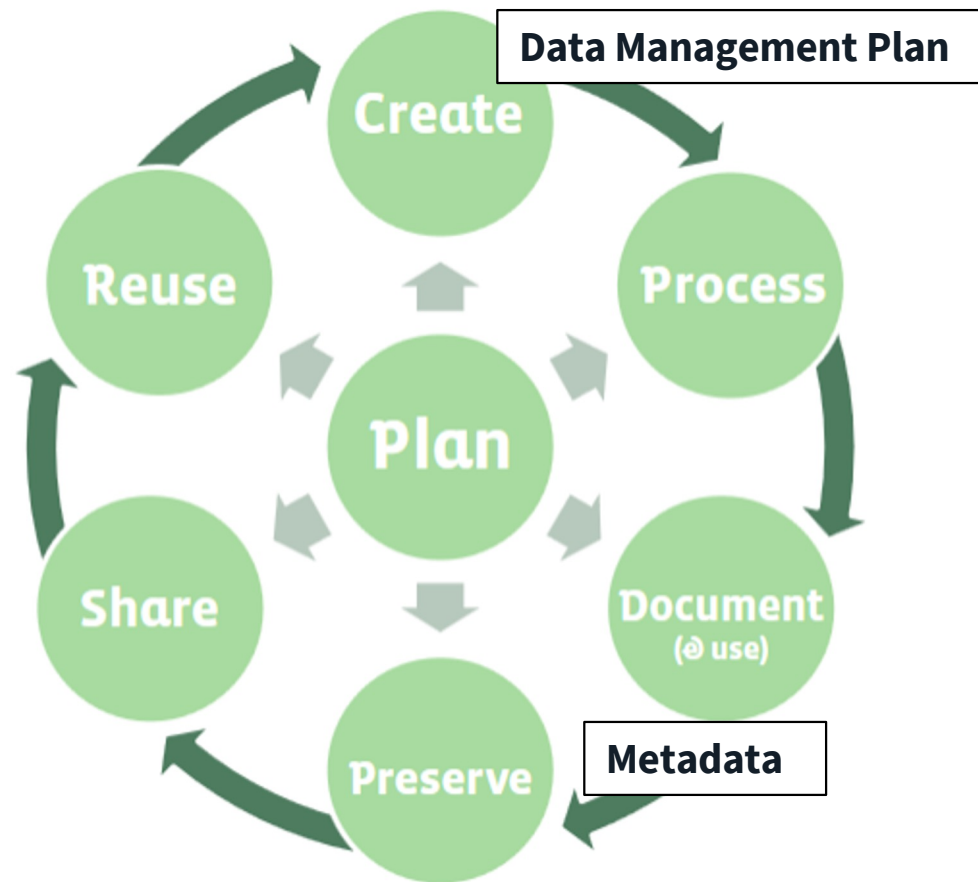 Data Management Plan
Create
Reuse
Process
Plan
Share
Document
(& use)
Metadata
Preserve